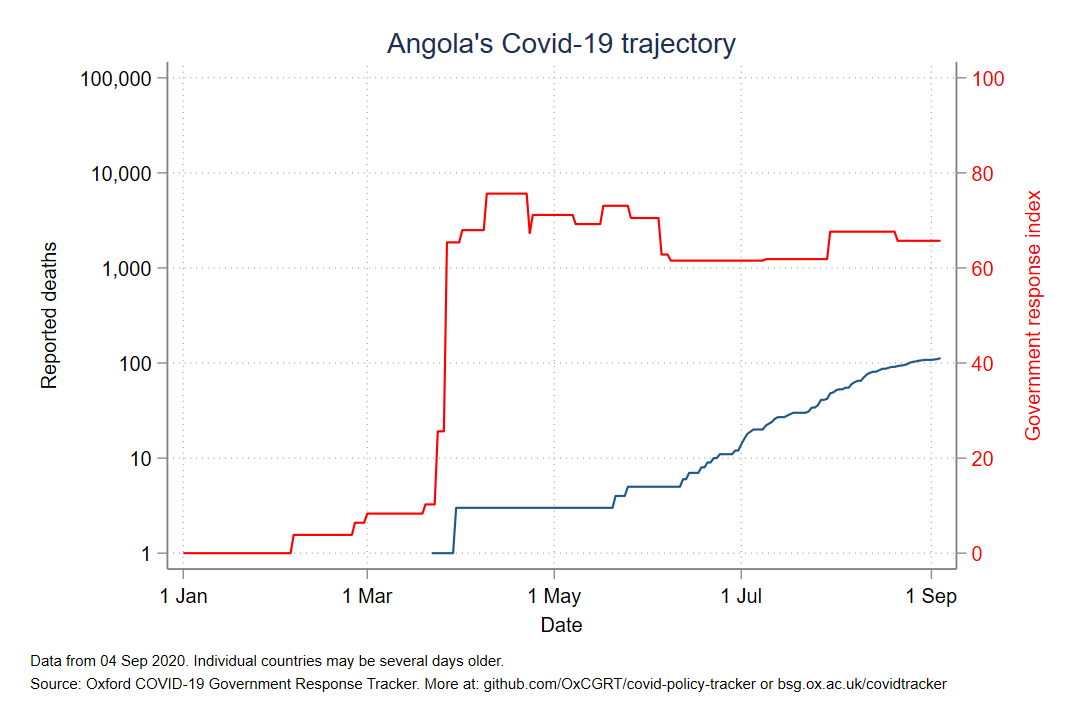 Angola's Covid-19 trajectory
100,000
10,000
1,000
100
10
1
Reported deaths
100
80
60
40
20
0
Government response index
1 Jan 1 Mar 1 May 1 Jul 1 Sep
Date
Data from 04 Sep 2020. Individual countries may be several days older.
Source: Oxford COVID-19 Government Response Tracker. More at: github.com/OxCGRT/covid-policy-tracker or bsg.ox.ac.uk/covidtracker